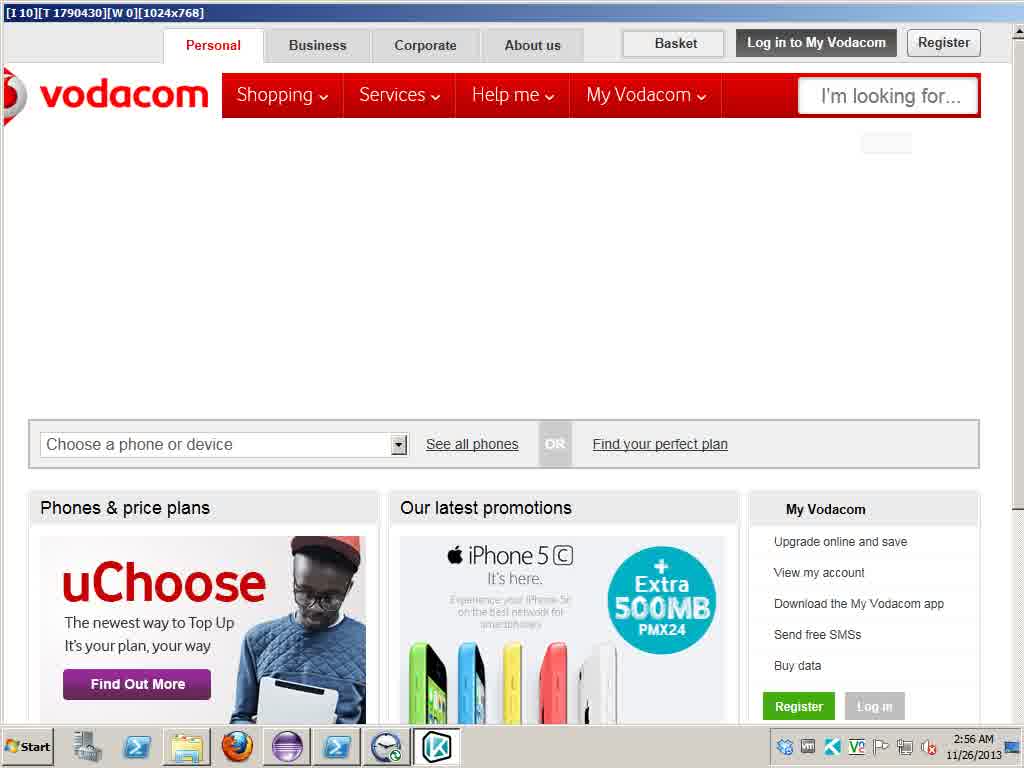 [I 10][T 1790430][W 0][1024x768]
Personal Business Corporate About us Basket Log in to My Vodacom Register
vodacom Shopping Services Help me My Vodacom I'm looking for...
Choose a phone or device See all phones OR Find your perfect plan
Phones & price plans
uChoose
The newest way to Top Up
It's your plan, your way
Find Out More
Our latest promotions
iPhone 5c
It's here.
Experience your iPhone 5c
on the best network for
smartphones
+
Extra
500MB
PMX24
My Vodacom
Upgrade online and save
View my account
Download the My Vodacom app
Send free SMSs
Buy data
Register Log in
Start
2:56 AM
11/26/2013